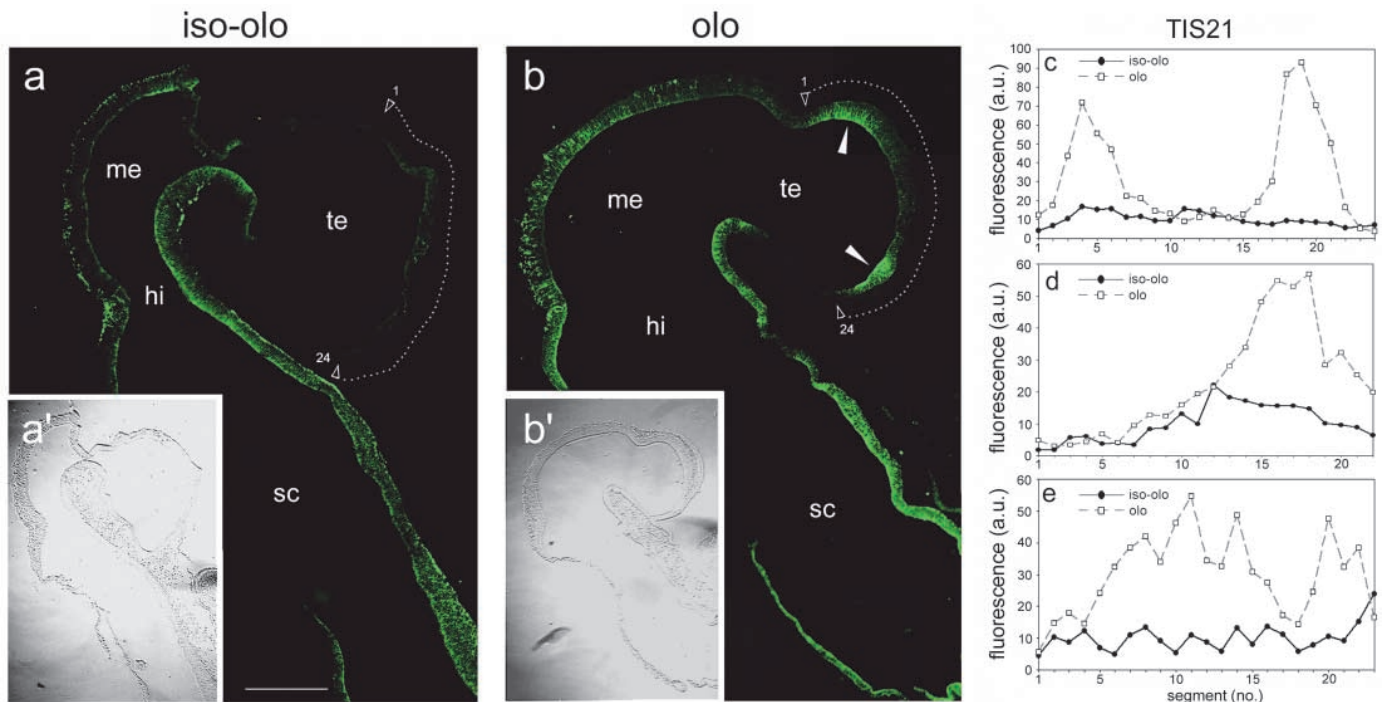 iso-olo
olo
TIS21
a
1
me
te
hi
24
sc
a'
b
1
me
te
hi
24
sc
b'
c
iso-olo
olo
fluorescence (a.u.)
100
90
80
70
60
50
40
30
20
10
0
1 5 10 15 20
d
iso-olo
olo
fluorescence (a.u.)
60
50
40
30
20
10
0
1 5 10 15 20
e
iso-olo
olo
fluorescence (a.u.)
60
50
40
30
20
10
0
1 5 10 15 20
segment (no.)